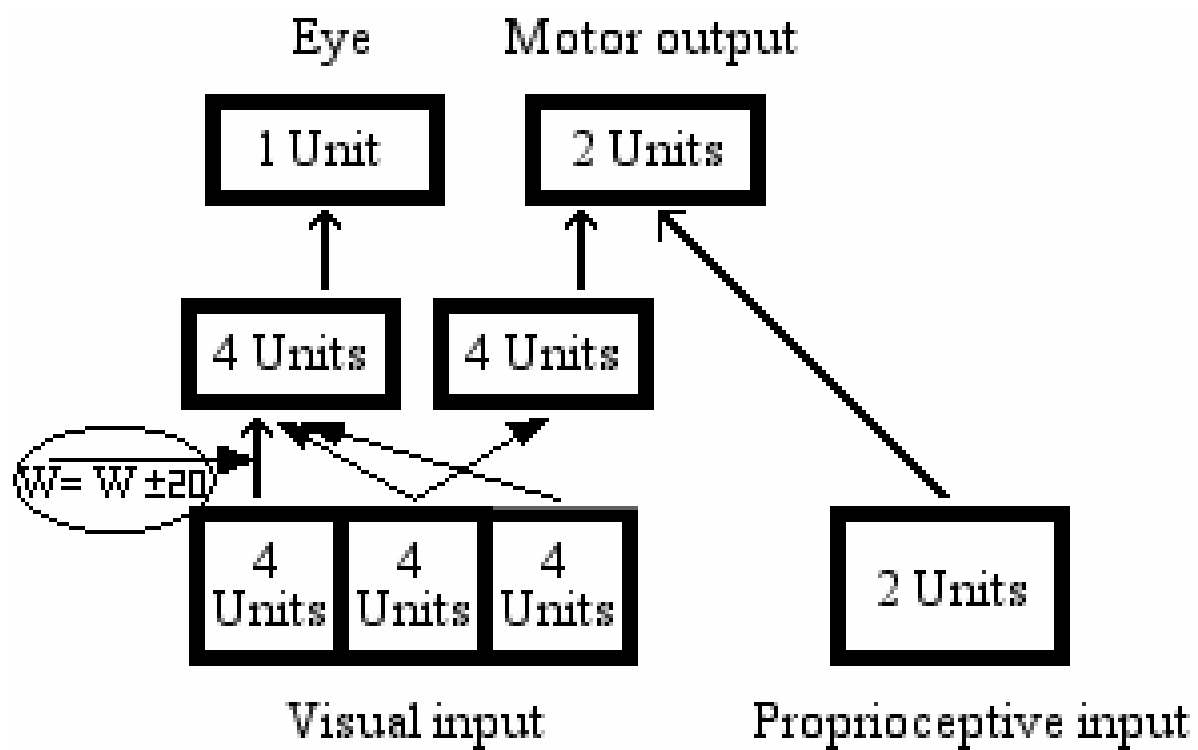 Eye
Motor output
1 Unit
2 Units
4 Units
4 Units
W= W ±20
4
Units
4
Units
4
Units
2 Units
Visual input
Proprioceptive input